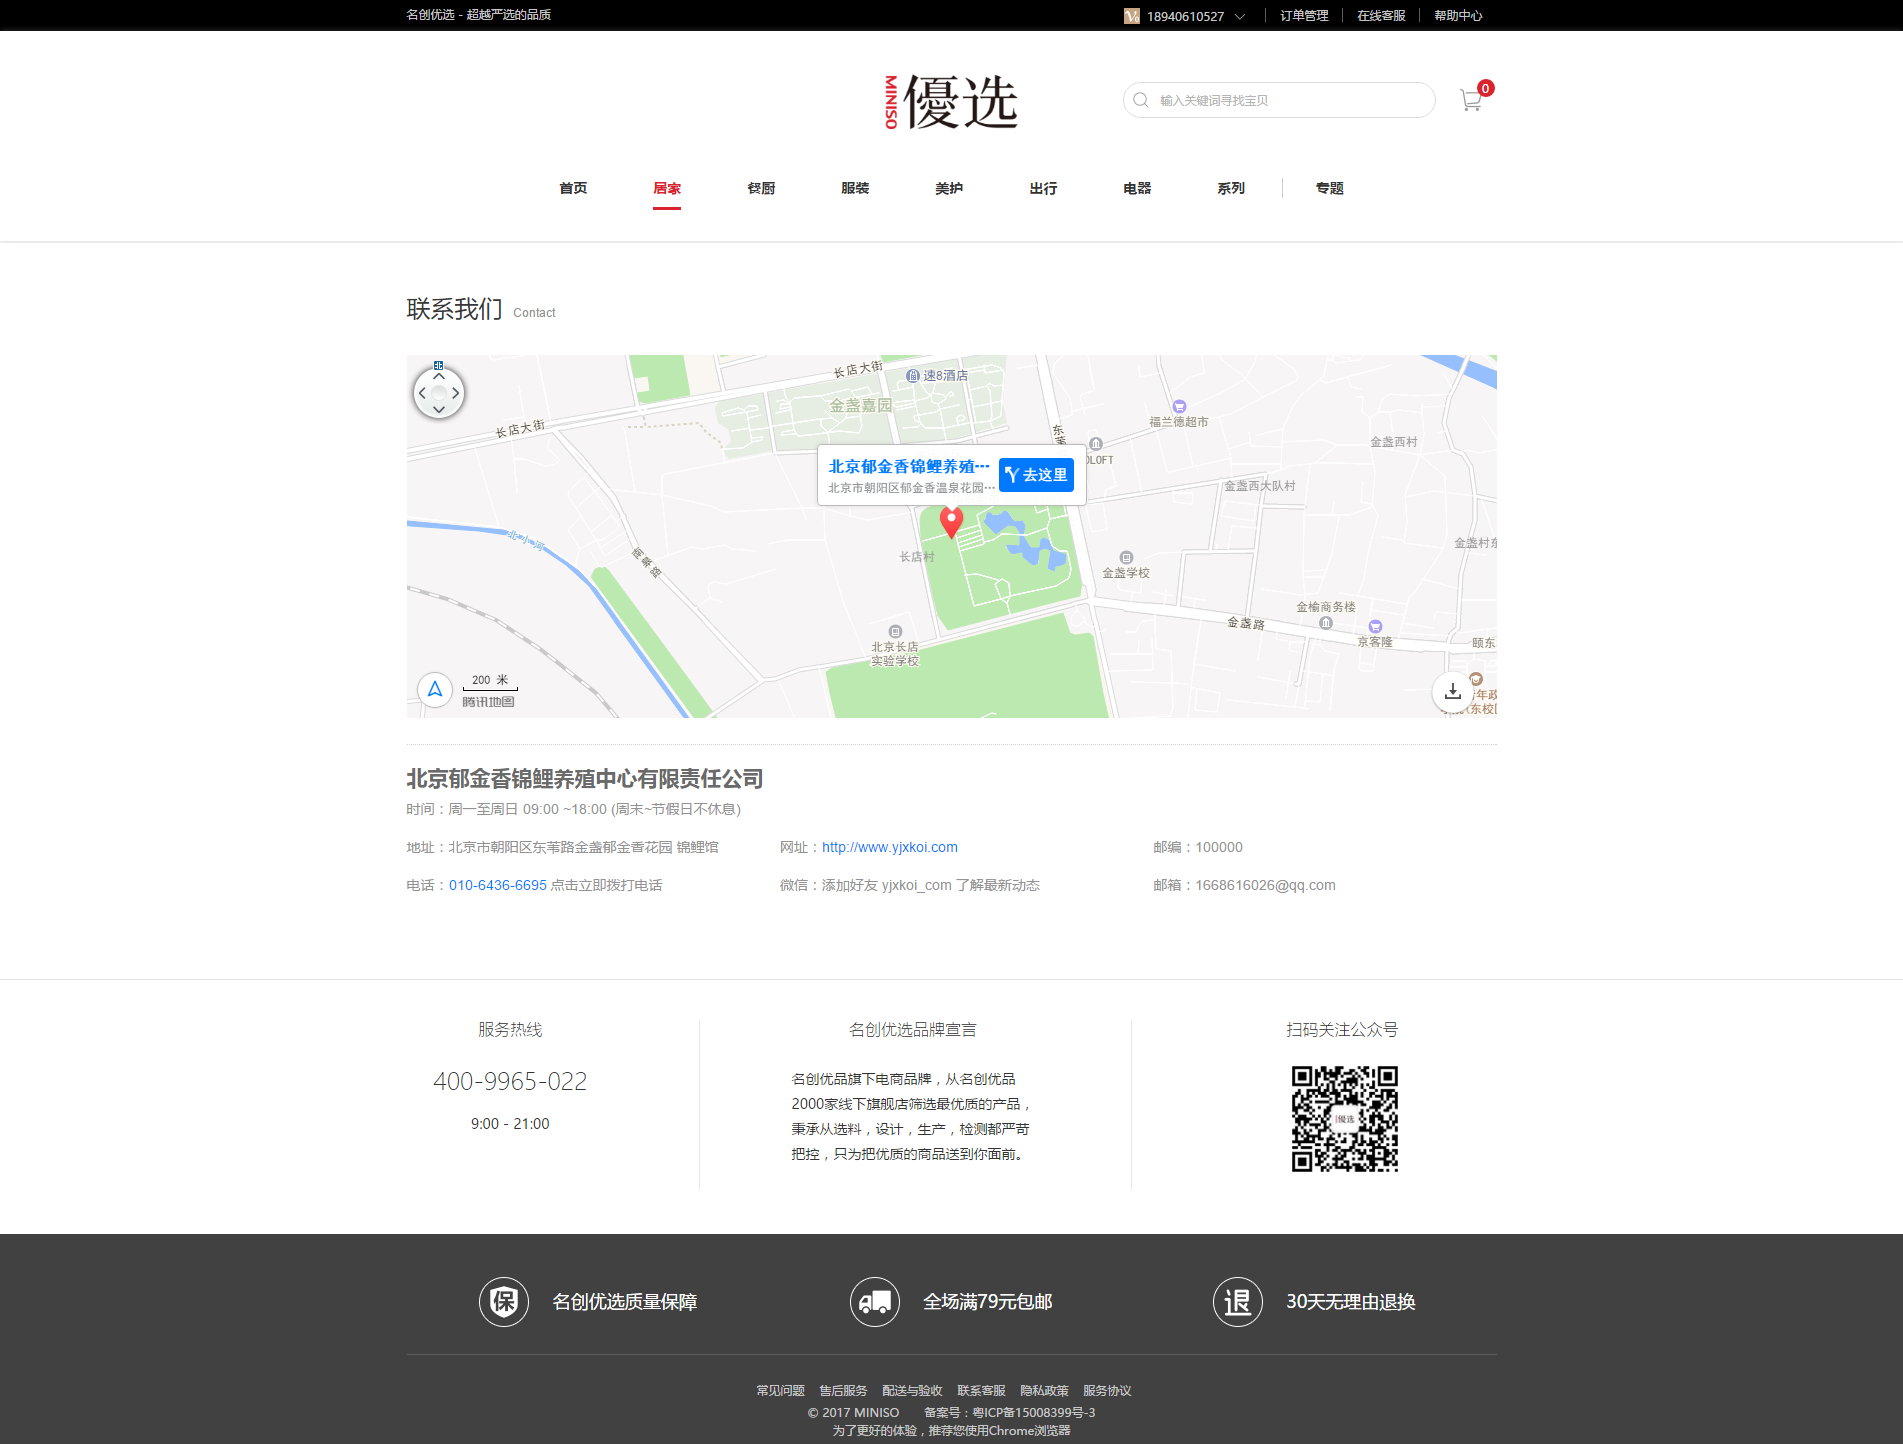 名创优选 - 超越严选的品质
18940610527
订单管理
在线客服
帮助中心
MINISO 優选
输入关键词寻找宝贝
0
首页 居家 餐厨 服装 美护 出行 电器 系列 专题
联系我们 Contact
北
长店大街
速8酒店
金盏嘉园
长店大街
福兰德超市
金盏西村
OLOFT
北京郁金香锦鲤养殖···
去这里
北京市朝阳区郁金香温泉花园···
金盏西大队村
北小河
南皋路
长店村
金盏学校
金榆商务楼
金盏路
京客隆
北京长店
实验学校
200 米
腾讯地图
北京郁金香锦鲤养殖中心有限责任公司
时间：周一至周日 09:00 ~18:00 (周末~节假日不休息)
地址：北京市朝阳区东苇路金盏郁金香花园 锦鲤馆
网址：http://www.yjxkoi.com
邮编：100000
电话：010-6436-6695 点击立即拨打电话
微信：添加好友 yjxkoi_com 了解最新动态
邮箱：1668616026@qq.com
服务热线
400-9965-022
9:00 - 21:00
名创优选品牌宣言
名创优品旗下电商品牌，从名创优品
2000家线下旗舰店筛选最优质的产品，
秉承从选料，设计，生产，检测都严苛
把控，只为把优质的商品送到你面前。
扫码关注公众号
優选
保 名创优选质量保障
全场满79元包邮
退 30天无理由退换
常见问题 售后服务 配送与验收 联系客服 隐私政策 服务协议
© 2017 MINISO 备案号：粤ICP备15008399号-3
为了更好的体验，推荐您使用Chrome浏览器